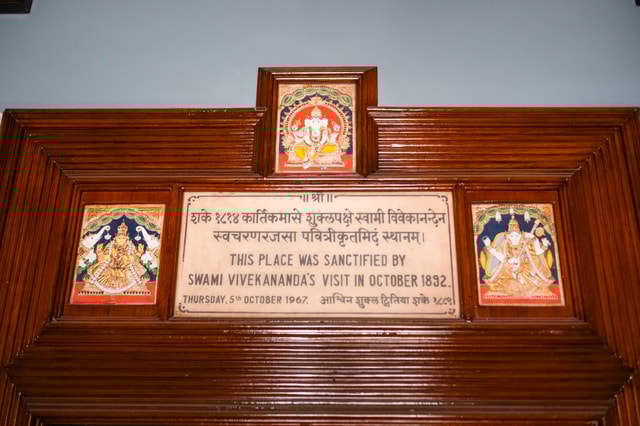 ॥ श्री ॥
शके १८१४ कार्तिकमासे शुक्लपक्षे स्वामी विवेकानन्देन
स्वचरणरजसा पवित्रीकृतमिदं स्थानम्।
THIS PLACE WAS SANCTIFIED BY
SWAMI VIVEKANANDA'S VISIT IN OCTOBER 1892.
THURSDAY, 5TH OCTOBER 1967. आश्विन शुक्ल द्वितिया शके १८८९